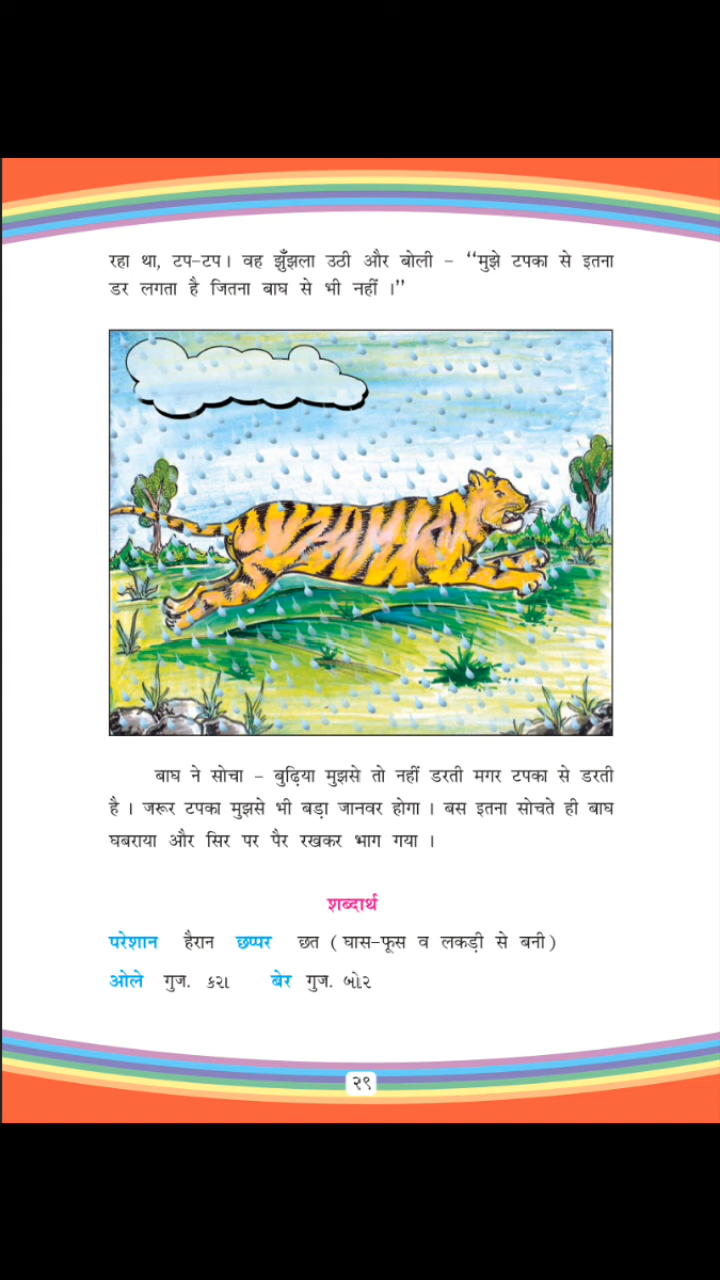 रहा था, टप-टप। वह झुँझला उठी और बोली - “मुझे टपका से इतना
डर लगता है जितना बाघ से भी नहीं ।”
बाघ ने सोचा - बुढ़िया मुझसे तो नहीं डरती मगर टपका से डरती
है । जरूर टपका मुझसे भी बड़ा जानवर होगा । बस इतना सोचते ही बाघ
घबराया और सिर पर पैर रखकर भाग गया ।
शब्दार्थ
परेशान हैरान छप्पर छत ( घास-फूस व लकड़ी से बनी )
ओले गुज. કરા बेर गुज. બોર
२९